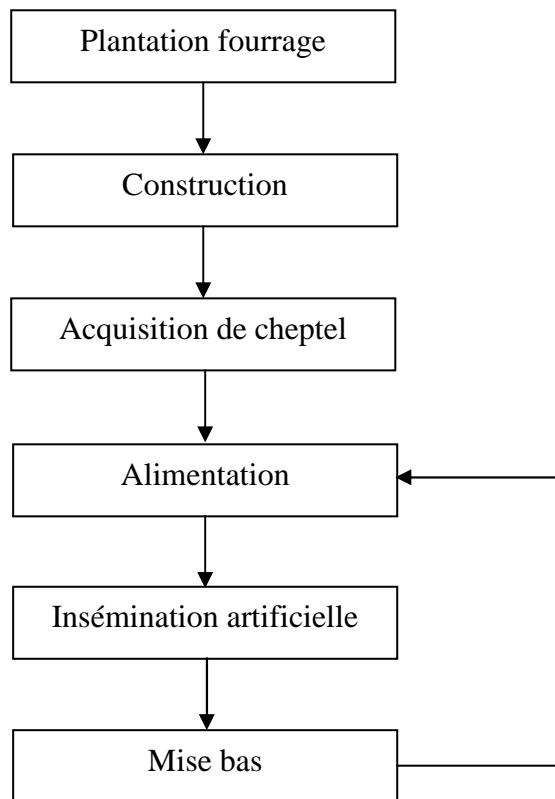 Plantation fourrage
Construction
Acquisition de cheptel
Alimentation
Insémination artificielle
Mise bas